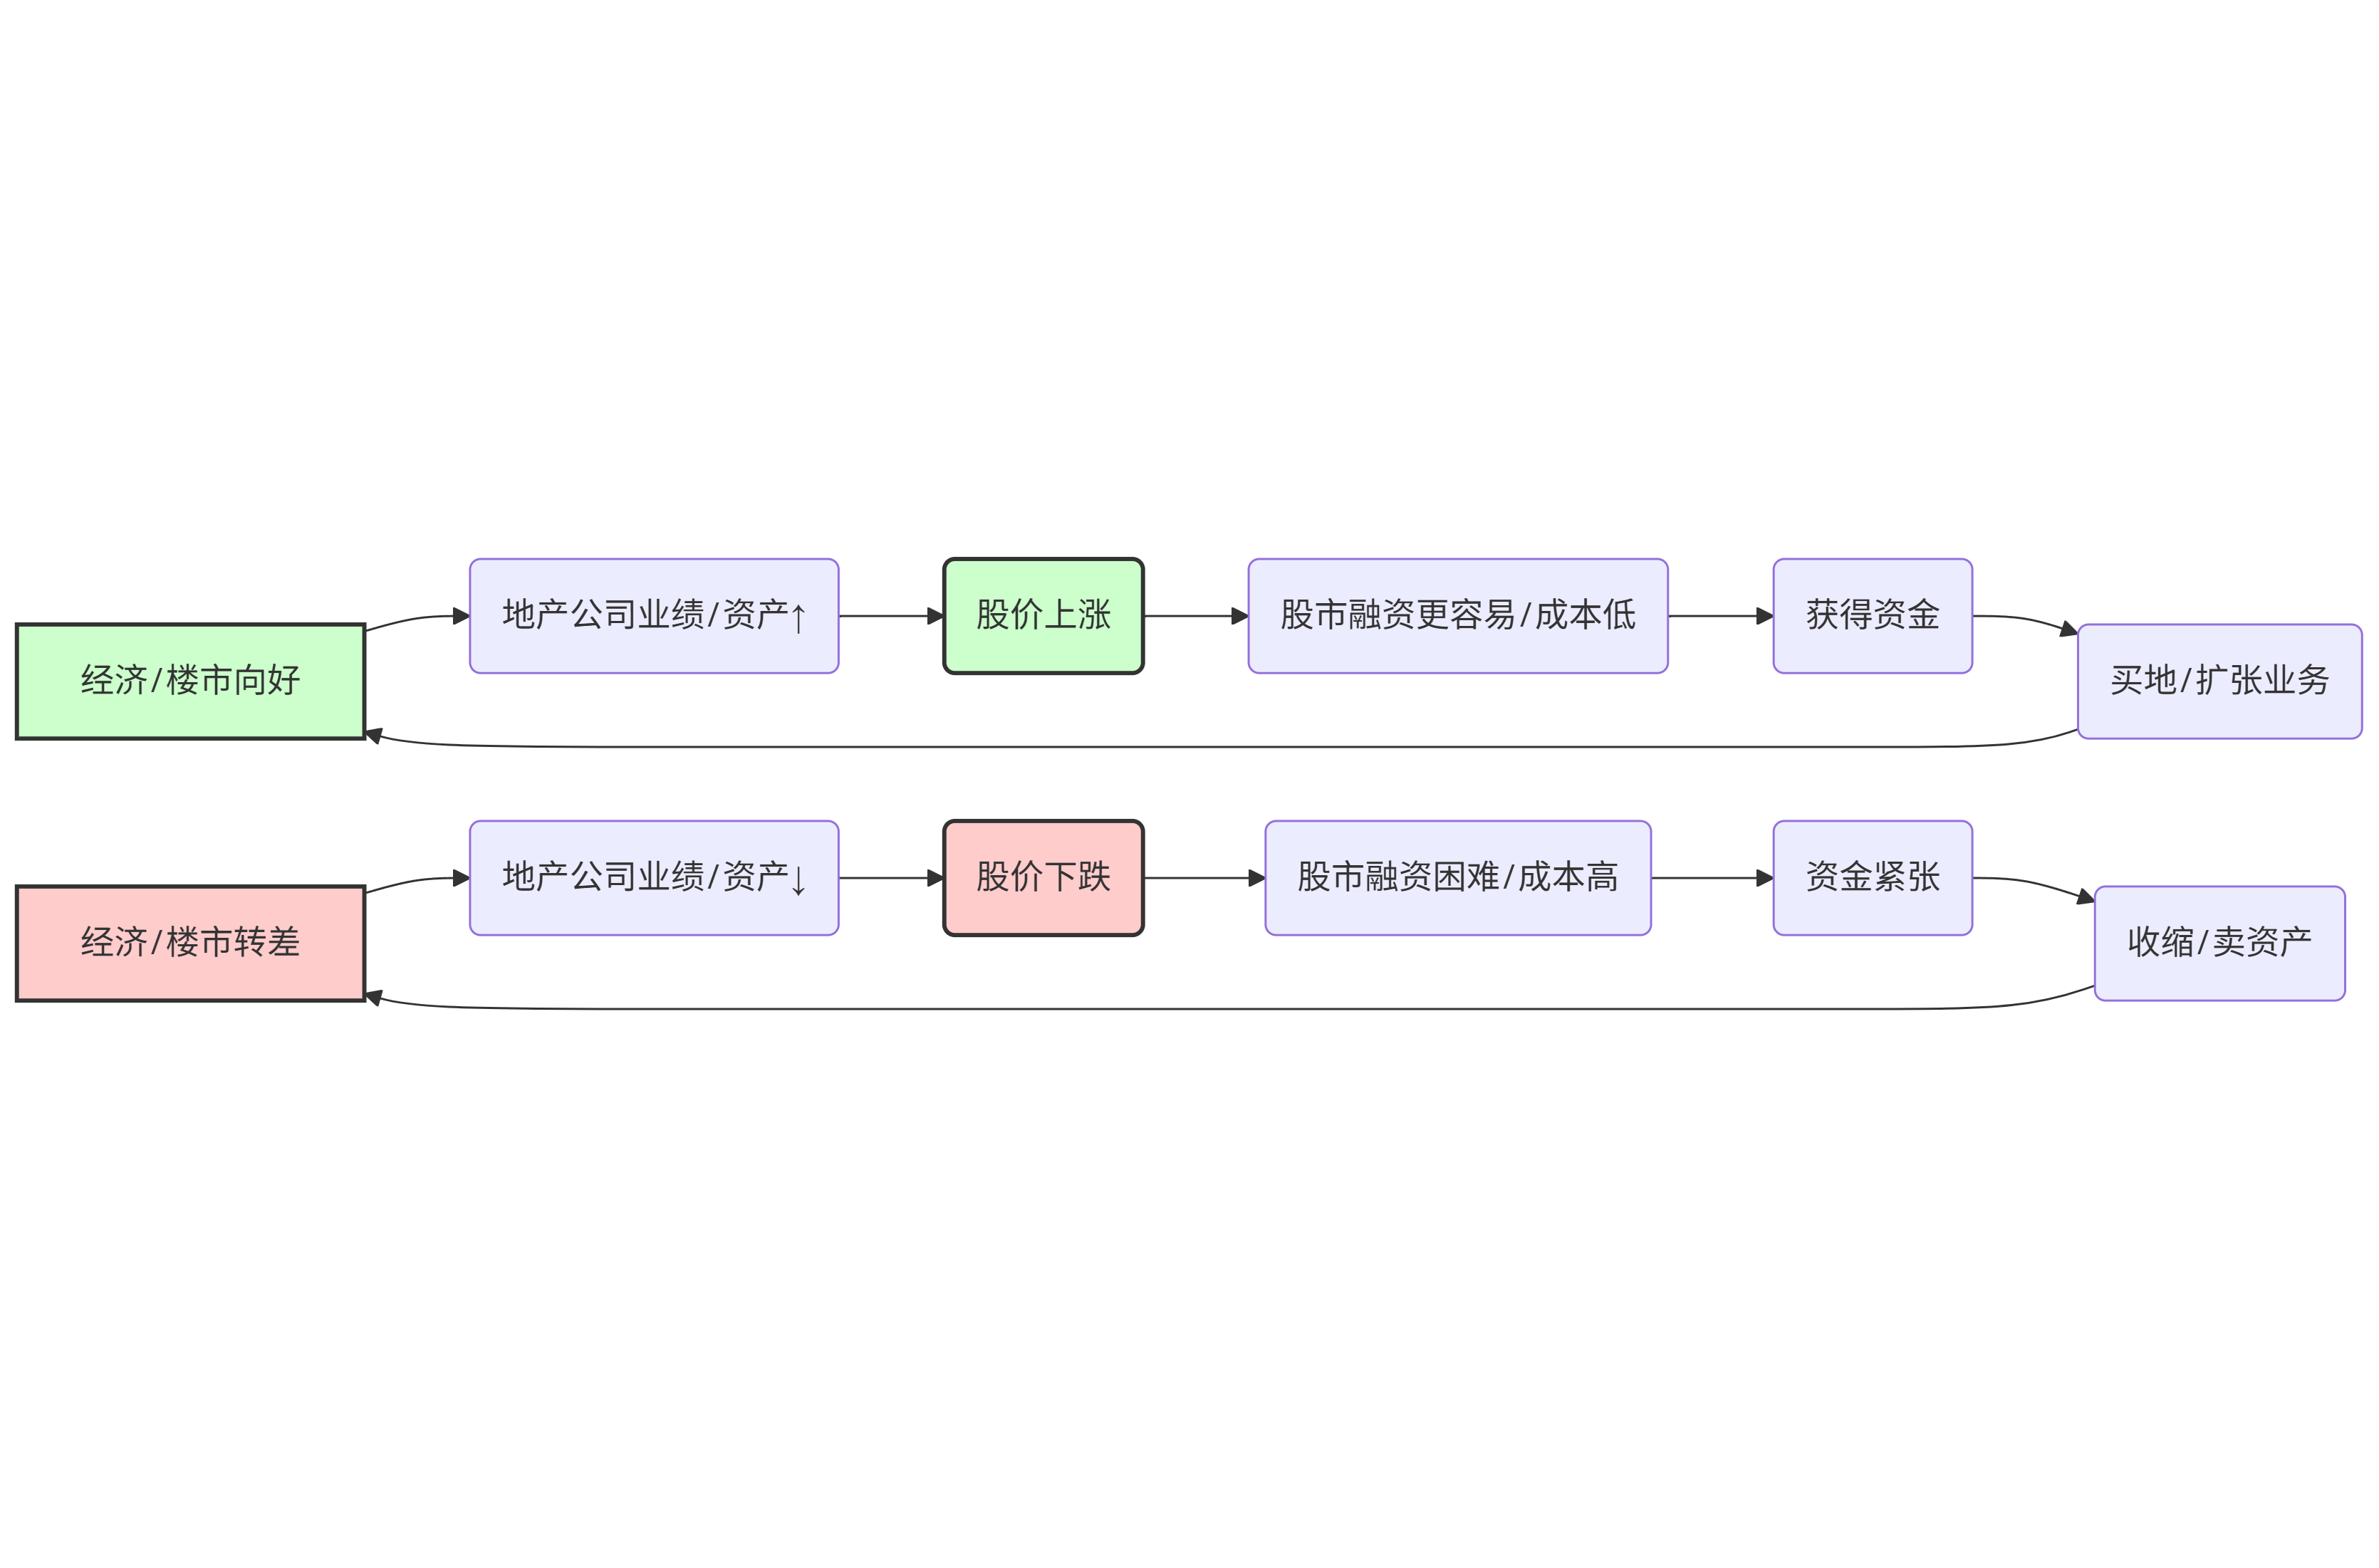 经济/楼市向好
地产公司业绩/资产↑
股价上涨
股市融资更容易/成本低
获得资金
买地/扩张业务
经济/楼市转差
地产公司业绩/资产↓
股价下跌
股市融资困难/成本高
资金紧张
收缩/卖资产